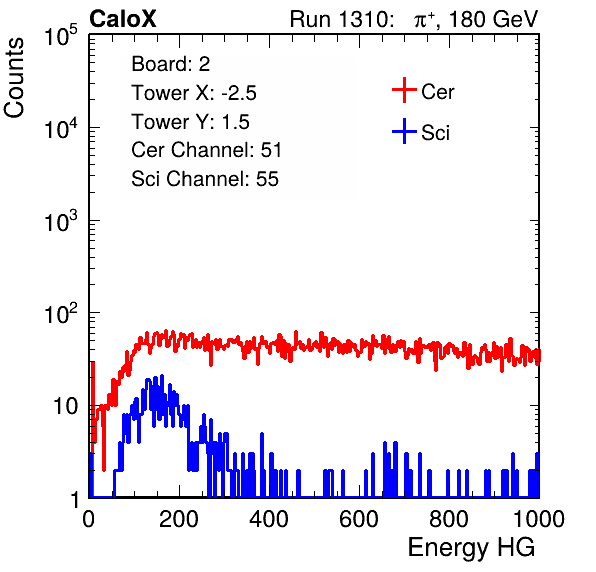 CaloX Run 1310: π⁺, 180 GeV
Counts
10⁵
10⁴
10³
10²
10
1
Board: 2
Tower X: -2.5
Tower Y: 1.5
Cer Channel: 51
Sci Channel: 55
Cer
Sci
0 200 400 600 800 1000
Energy HG